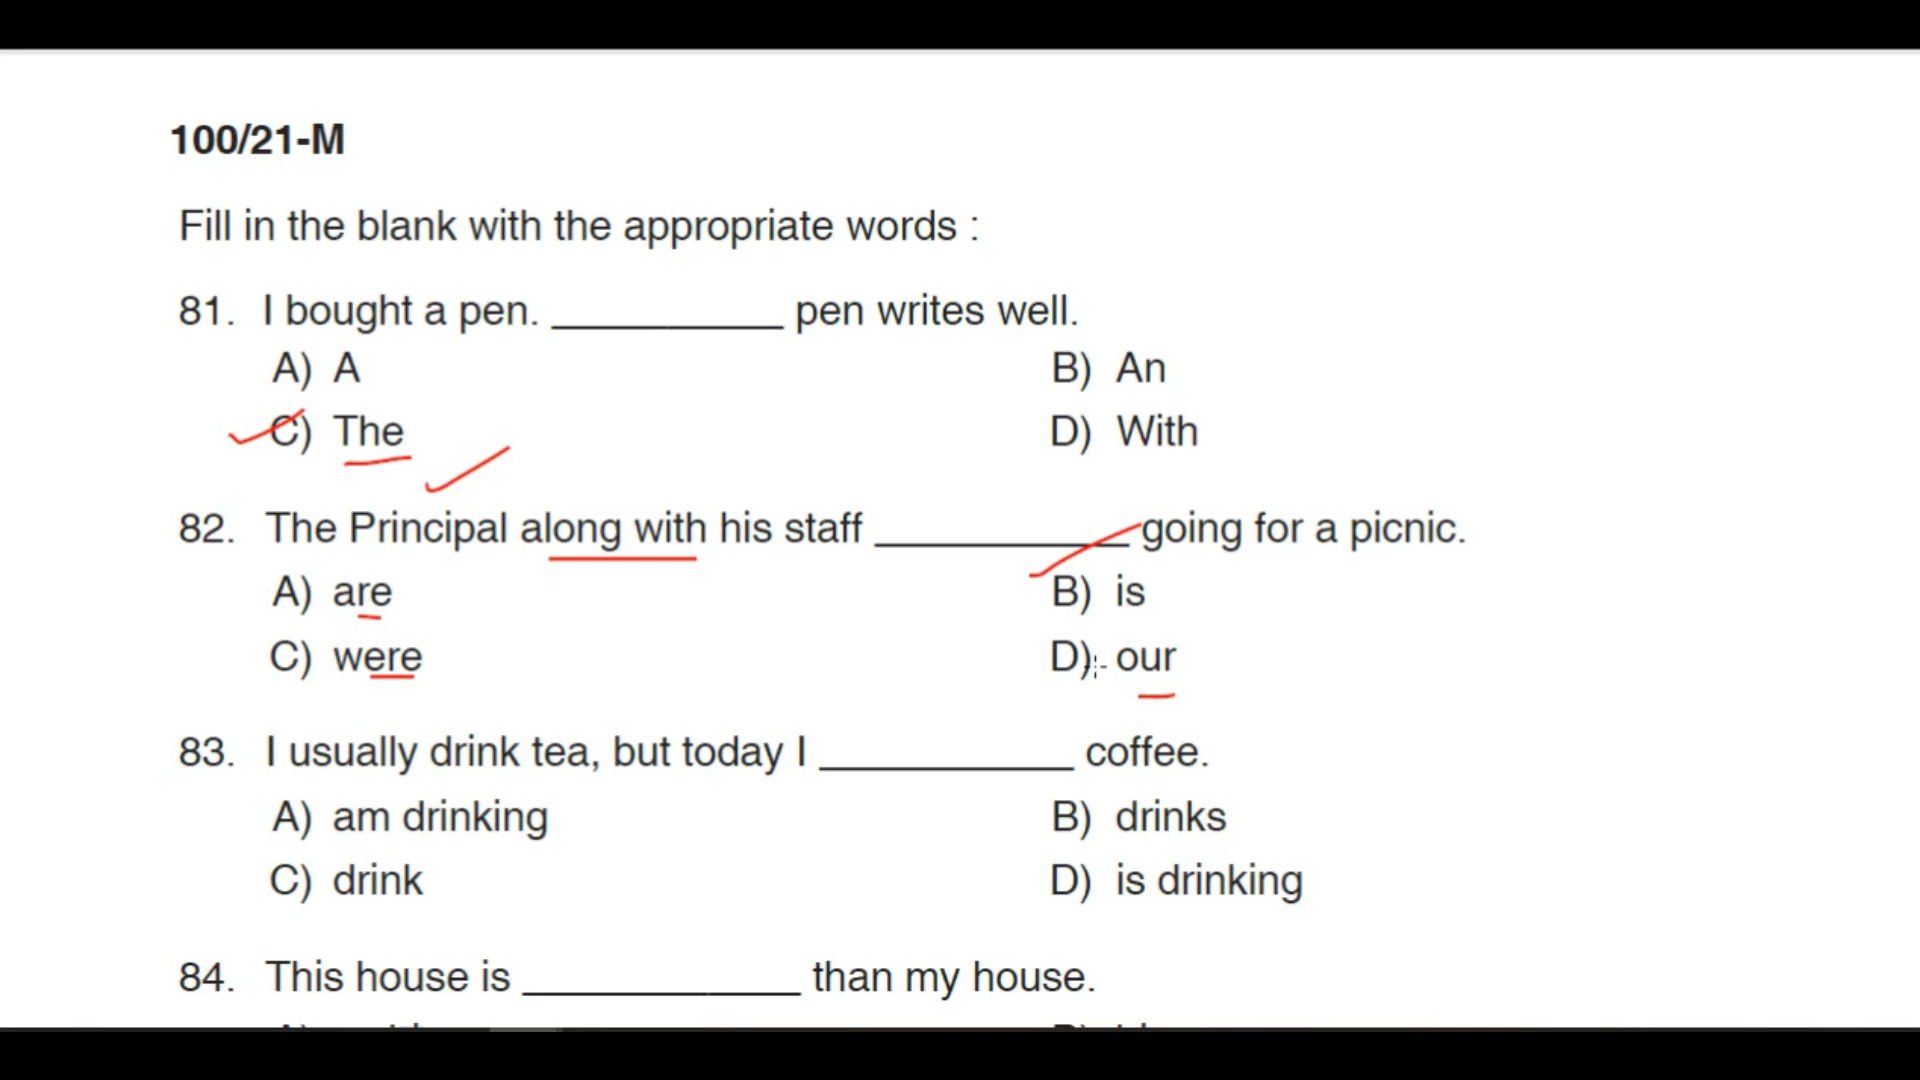 100/21-M
Fill in the blank with the appropriate words :
81. I bought a pen. __________ pen writes well.
A) A B) An
C) The D) With
82. The Principal along with his staff ___________ going for a picnic.
A) are B) is
C) were D) our
83. I usually drink tea, but today I ___________ coffee.
A) am drinking B) drinks
C) drink D) is drinking
84. This house is ____________ than my house.